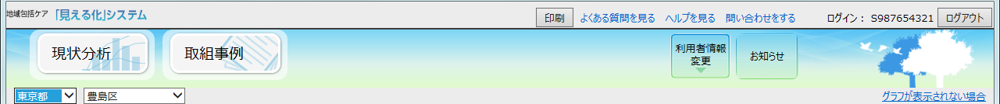 地域包括ケア 「見える化」システム
印刷 よくある質問を見る ヘルプを見る 問い合わせをする ログイン： S987654321 ログアウト
現状分析 取組事例 利用者情報
変更 お知らせ
東京都 豊島区 グラフが表示されない場合